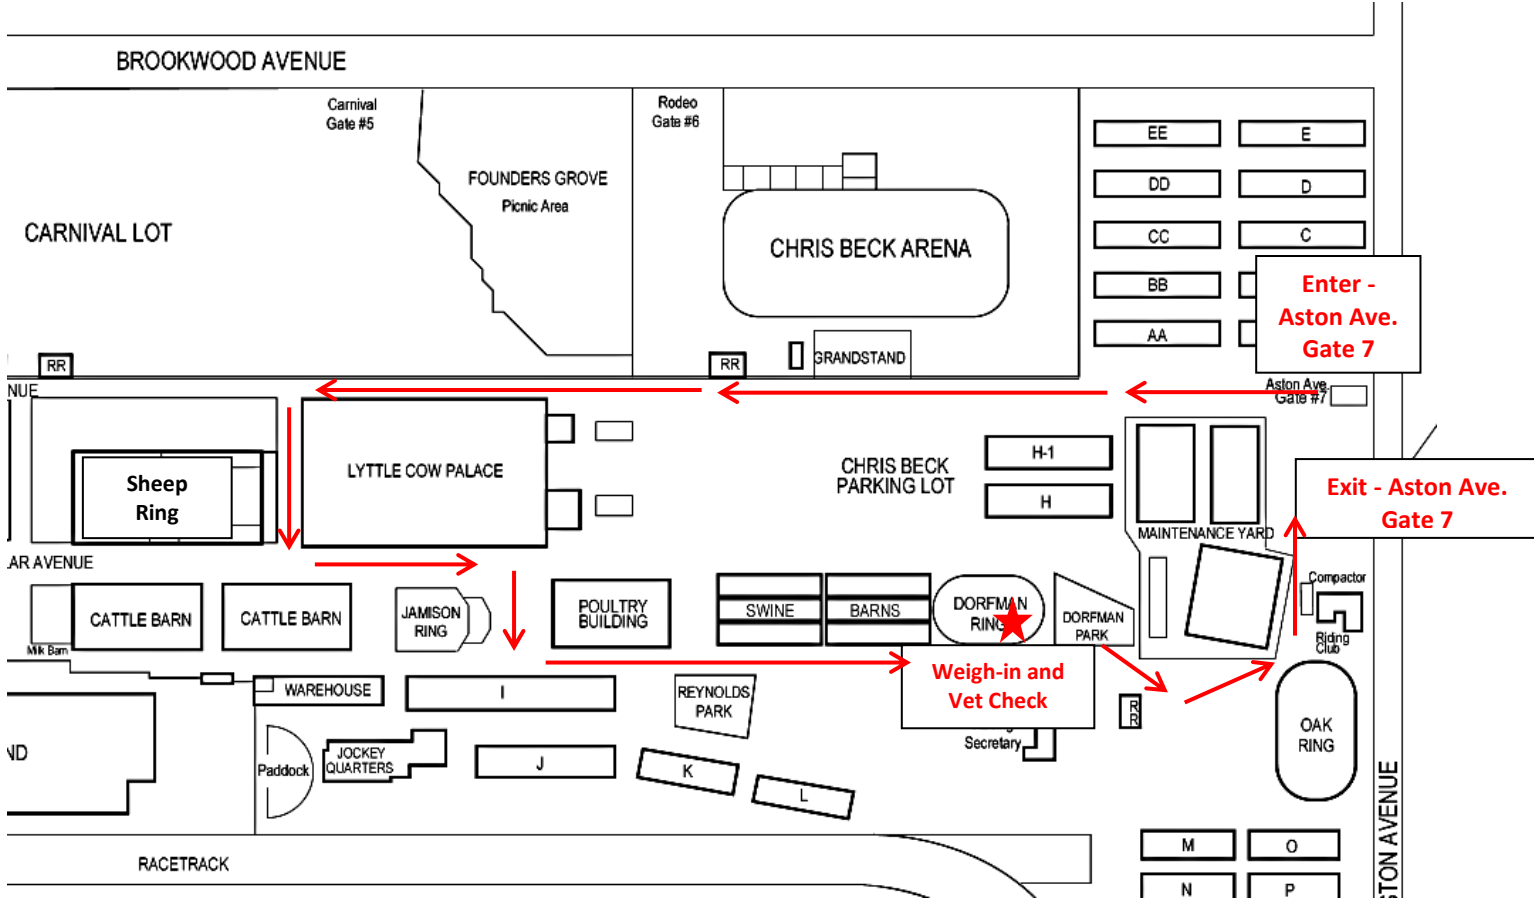 BROOKWOOD AVENUE
Carnival
Gate #5
Rodeo
Gate #6
FOUNDERS GROVE
Picnic Area
CARNIVAL LOT
CHRIS BECK ARENA
EE
E
DD
D
CC
C
BB
AA
Enter -
Aston Ave.
Gate 7
RR
RR
GRANDSTAND
NUE
Aston Ave.
Gate #7
Sheep
Ring
LYTTLE COW PALACE
CHRIS BECK
PARKING LOT
H-1
H
Exit - Aston Ave.
Gate 7
MAINTENANCE YARD
LAR AVENUE
Compactor
CATTLE BARN
CATTLE BARN
JAMISON
RING
POULTRY
BUILDING
SWINE
BARNS
DORFMAN
RING
DORFMAN
PARK
Riding
Club
Milk Barn
Weigh-in and
Vet Check
WAREHOUSE
I
REYNOLDS
PARK
R
R
Secretary
OAK
RING
ND
Paddock
JOCKEY
QUARTERS
J
K
L
ASTON AVENUE
RACETRACK
M
O
N
P